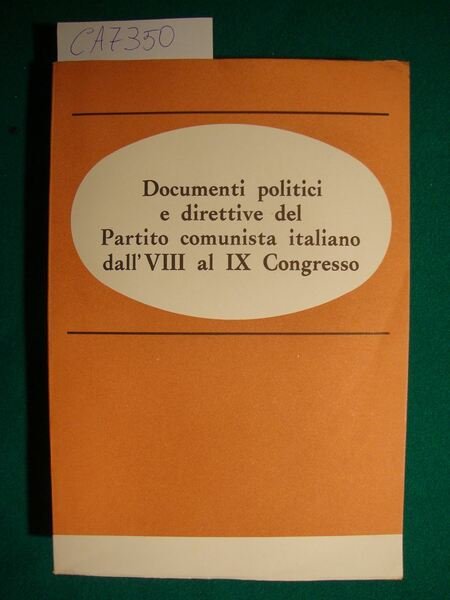 CA7350
Documenti politici
e direttive del
Partito comunista italiano
dall'VIII al IX Congresso